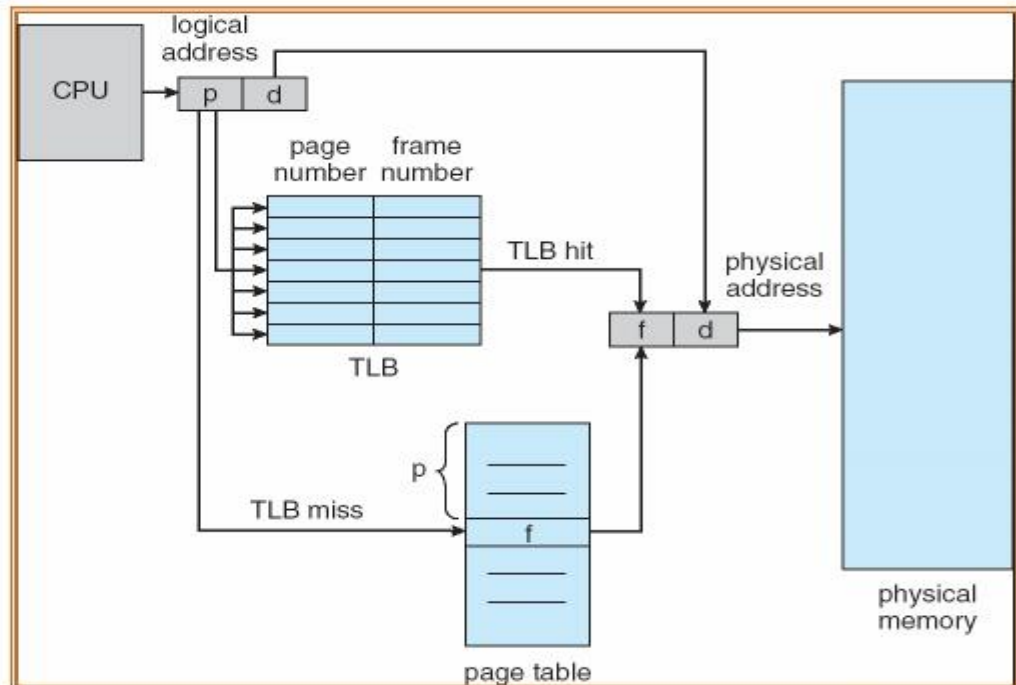 logical
address
CPU
p
d
page
number
frame
number
TLB hit
TLB
physical
address
f
d
p
TLB miss
f
page table
physical
memory